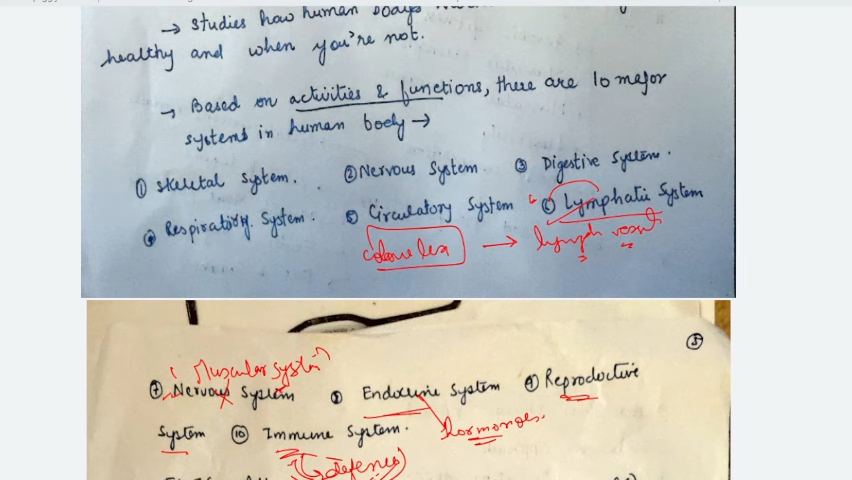 → Studies how human bodys
healthy and when you're not.
→ Based on activities & functions, there are 10 major
systems in human body →
① Skeletal system. ② Nervous System ③ Digestive System.
④ Respiratory System. ⑤ Circulatory System ⑥ Lymphatic System
colourless → lymph vessel
⑤
Muscular System
⑦ Nervous System ⑧ Endocrine System ⑨ Reproductive
System ⑩ Immune System. hormones.
defence